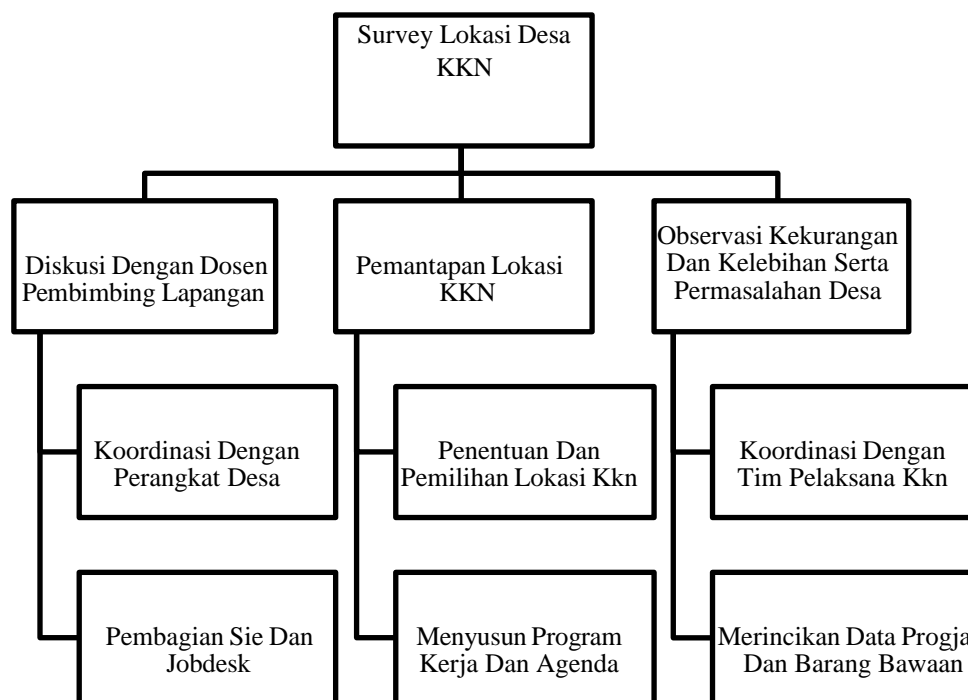 Survey Lokasi Desa
KKN
Diskusi Dengan Dosen
Pembimbing Lapangan
Pemantapan Lokasi
KKN
Observasi Kekurangan
Dan Kelebihan Serta
Permasalahan Desa
Koordinasi Dengan
Perangkat Desa
Penentuan Dan
Pemilihan Lokasi Kkn
Koordinasi Dengan
Tim Pelaksana Kkn
Pembagian Sie Dan
Jobdesk
Menyusun Program
Kerja Dan Agenda
Merincikan Data Progja
Dan Barang Bawaan